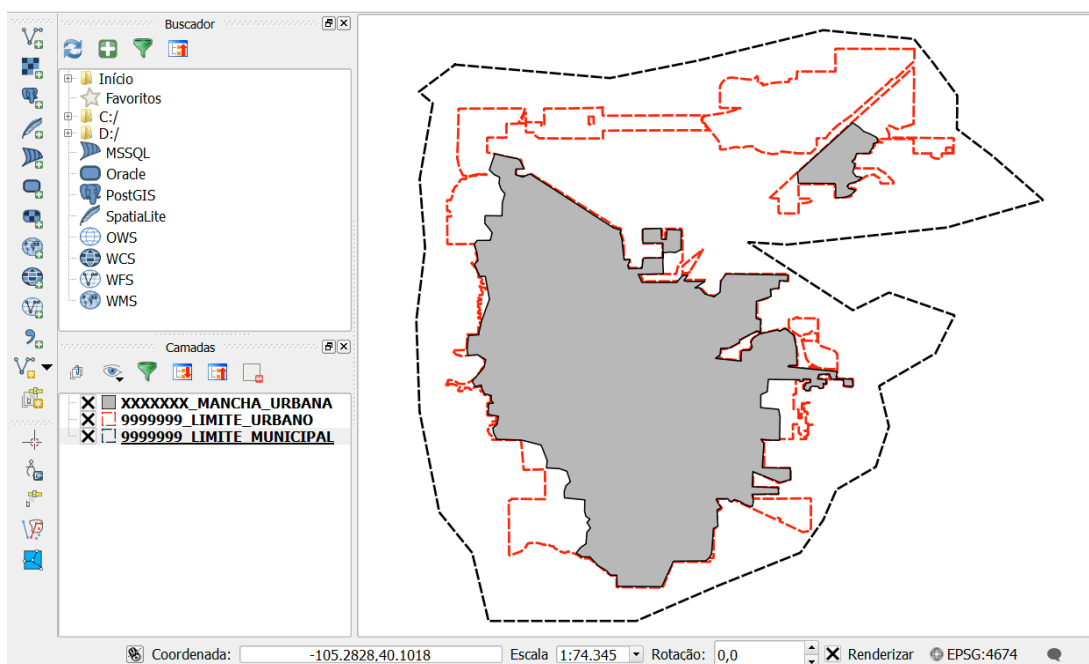 Buscador
Início
Favoritos
C:/
D:/
MSSQL
Oracle
PostGIS
SpatiaLite
OWS
WCS
WFS
WMS
Camadas
XXXXXXX_MANCHA_URBANA
9999999_LIMITE_URBANO
9999999_LIMITE_MUNICIPAL
Coordenada: -105.2828,40.1018 Escala 1:74.345 Rotação: 0,0 Renderizar EPSG:4674